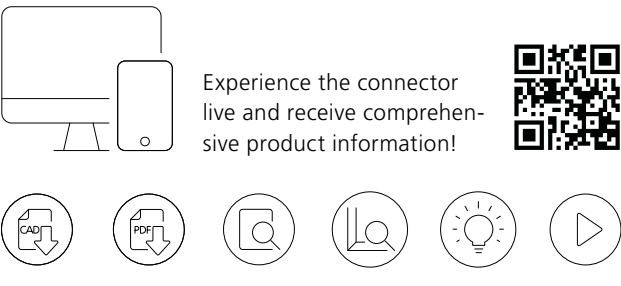 Experience the connector
live and receive comprehen-
sive product information!
CAD
PDF